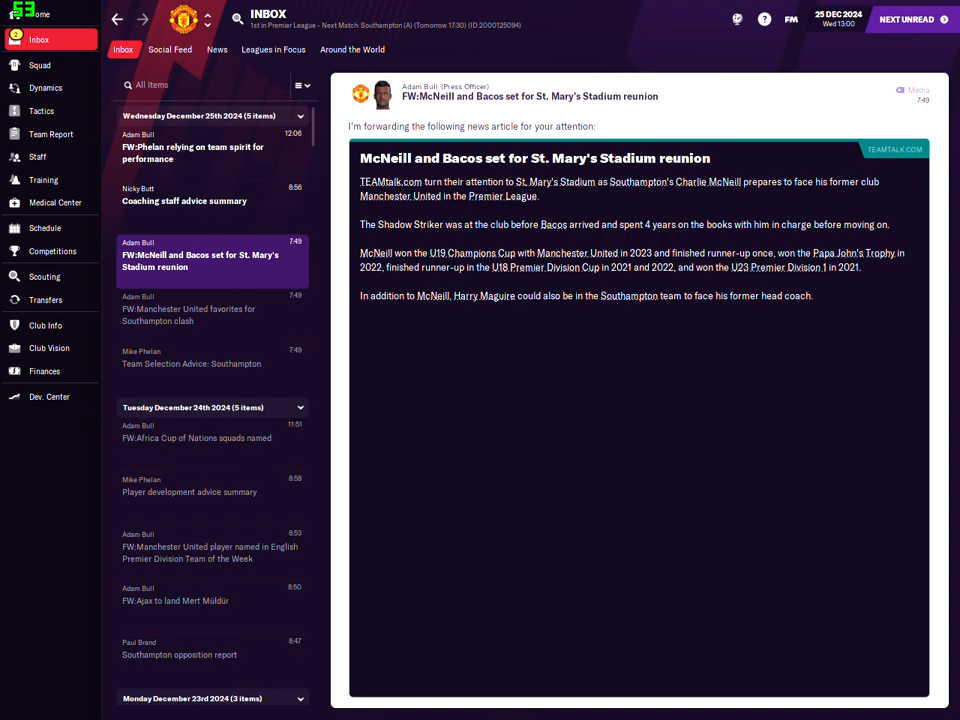 53
ome
INBOX
1st in Premier League - Next Match: Southampton (A) (Tomorrow 17:30) (ID:2000125094)
?
FM
25 DEC 2024
Wed 13:00
NEXT UNREAD
2
Inbox
Squad
Dynamics
Tactics
Team Report
Staff
Training
Medical Center
Schedule
Competitions
Scouting
Transfers
Club Info
Club Vision
Finances
Dev. Center
Inbox
Social Feed
News
Leagues in Focus
Around the World
All Items
Wednesday December 25th 2024 (5 items)
Adam Bull
12:06
FW:Phelan relying on team spirit for
performance
Nicky Butt
8:56
Coaching staff advice summary
Adam Bull
7:49
FW:McNeill and Bacos set for St. Mary's
Stadium reunion
Adam Bull
7:49
FW:Manchester United favorites for
Southampton clash
Mike Phelan
7:49
Team Selection Advice: Southampton
Tuesday December 24th 2024 (5 items)
Adam Bull
11:51
FW:Africa Cup of Nations squads named
Mike Phelan
8:58
Player development advice summary
Adam Bull
8:53
FW:Manchester United player named in English
Premier Division Team of the Week
Adam Bull
8:50
FW:Ajax to land Mert Müldür
Paul Brand
8:47
Southampton opposition report
Monday December 23rd 2024 (3 items)
Adam Bull (Press Officer)
FW:McNeill and Bacos set for St. Mary's Stadium reunion
Media
7:49
I'm forwarding the following news article for your attention:
TEAMTALK.COM
McNeill and Bacos set for St. Mary's Stadium reunion
TEAMtalk.com turn their attention to St. Mary's Stadium as Southampton's Charlie McNeill prepares to face his former club
Manchester United in the Premier League.
The Shadow Striker was at the club before Bacos arrived and spent 4 years on the books with him in charge before moving on.
McNeill won the U19 Champions Cup with Manchester United in 2023 and finished runner-up once, won the Papa John's Trophy in
2022, finished runner-up in the U18 Premier Division Cup in 2021 and 2022, and won the U23 Premier Division 1 in 2021.
In addition to McNeill, Harry Maguire could also be in the Southampton team to face his former head coach.